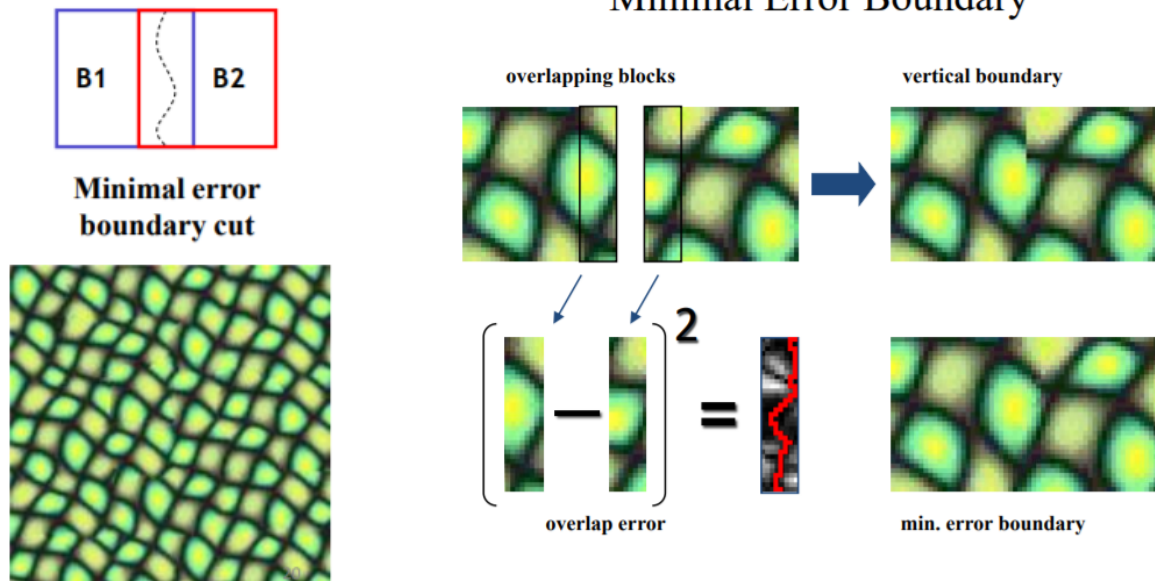 Minimal Error Boundary
B1
B2
Minimal error
boundary cut
overlapping blocks
vertical boundary
2
overlap error
min. error boundary
20